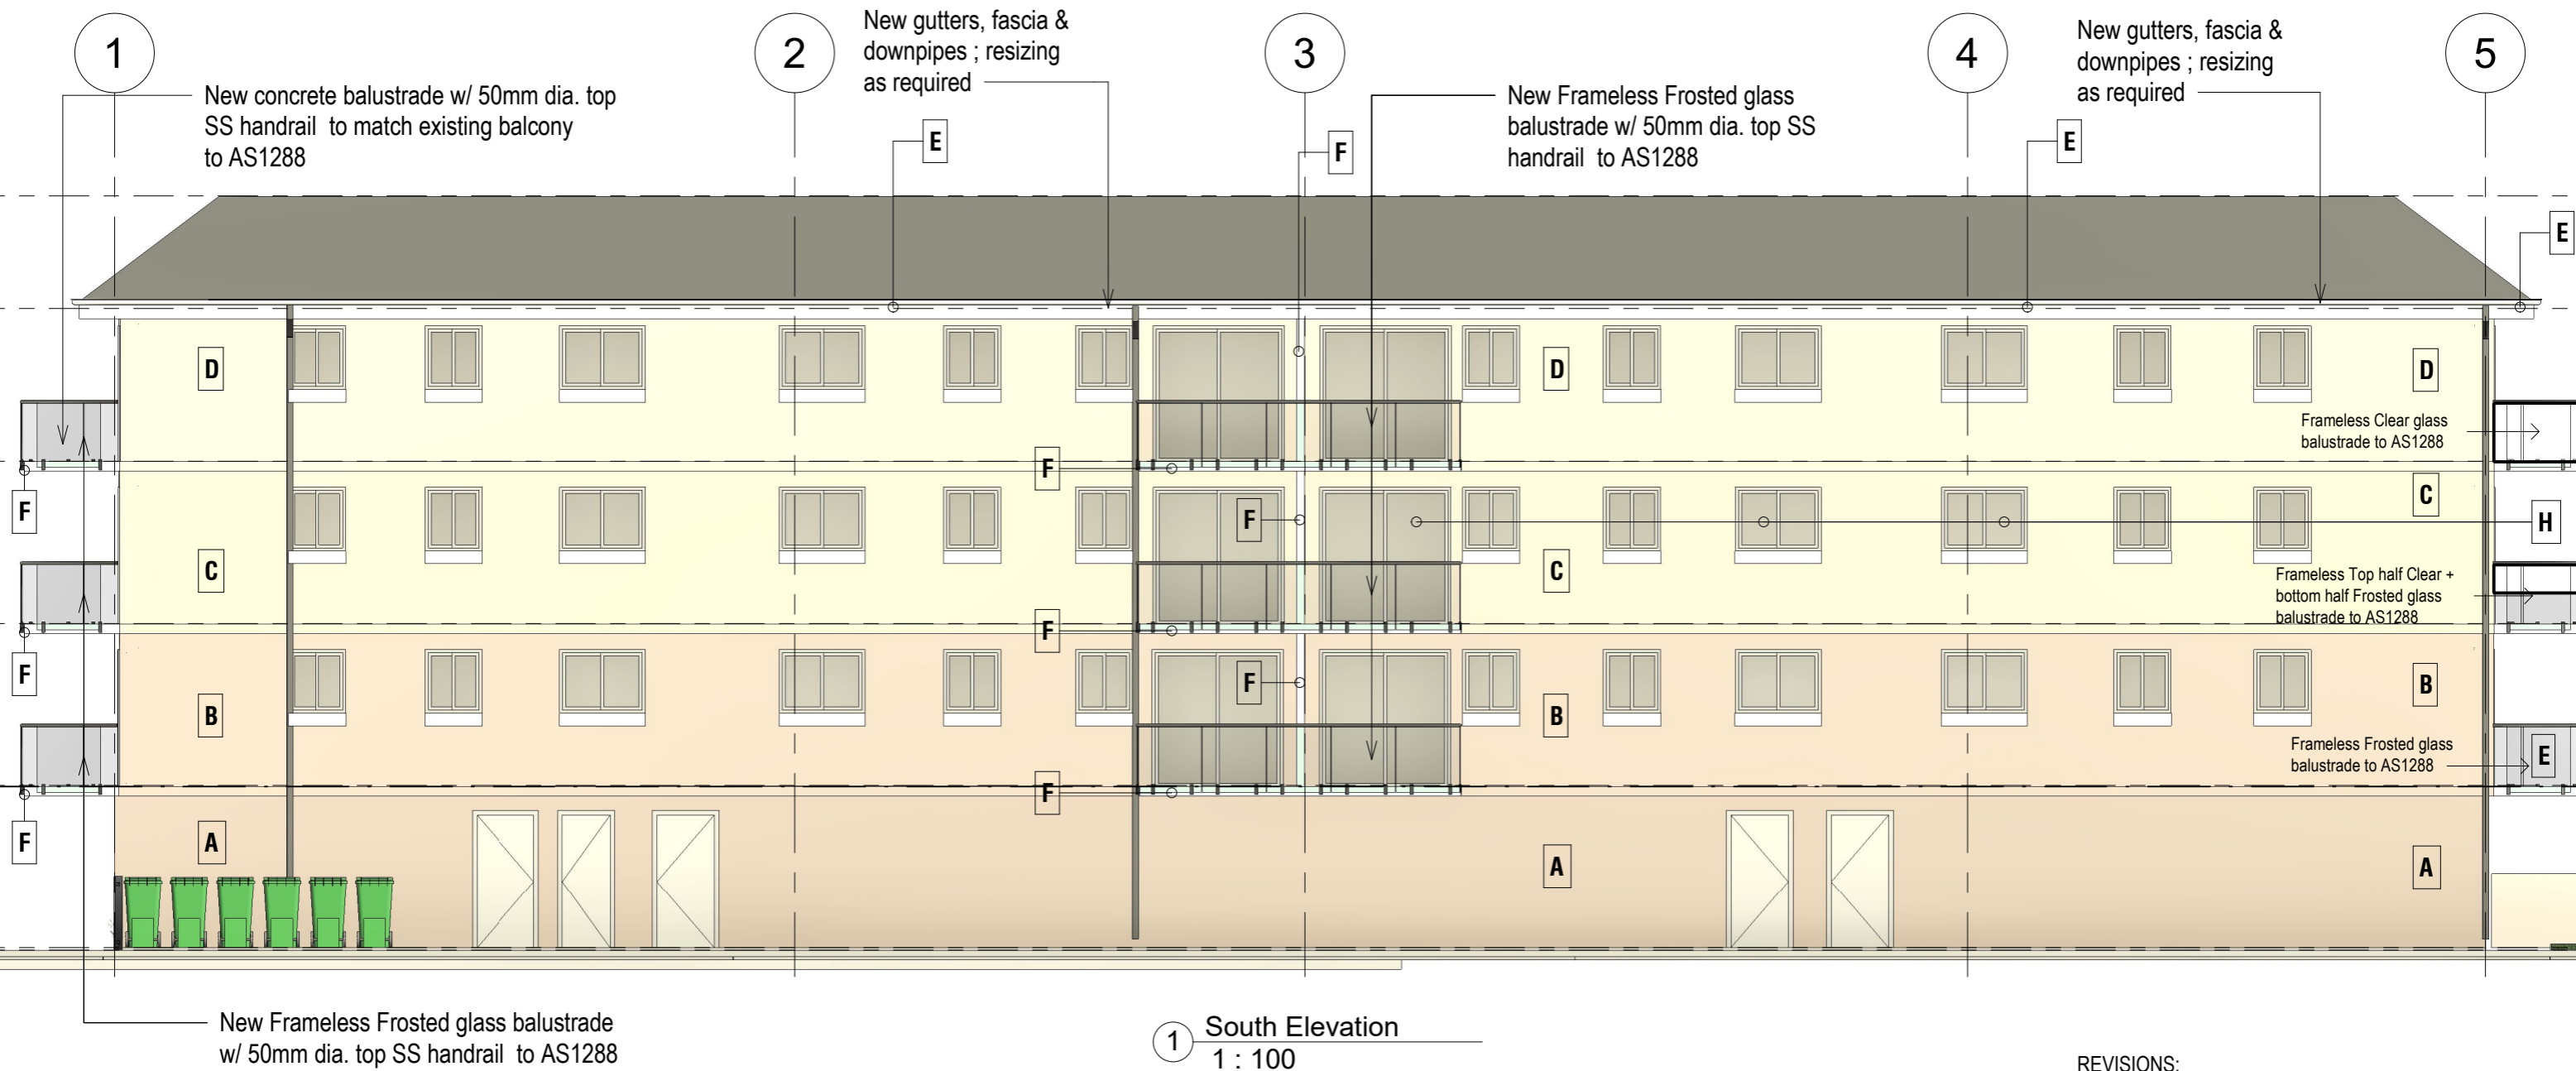 1
2
3
4
5
New gutters, fascia &
downpipes ; resizing
as required
New gutters, fascia &
downpipes ; resizing
as required
New concrete balustrade w/ 50mm dia. top
SS handrail  to match existing balcony
to AS1288
New Frameless Frosted glass
balustrade w/ 50mm dia. top SS
handrail  to AS1288
E
F
E
E
D
D
D
Frameless Clear glass
balustrade to AS1288
F
F
C
F
H
C
C
Frameless Top half Clear +
bottom half Frosted glass
balustrade to AS1288
F
F
F
B
B
B
Frameless Frosted glass
balustrade to AS1288
E
F
F
A
A
A
New Frameless Frosted glass balustrade
w/ 50mm dia. top SS handrail  to AS1288
1
South Elevation
1 : 100
REVISIONS: